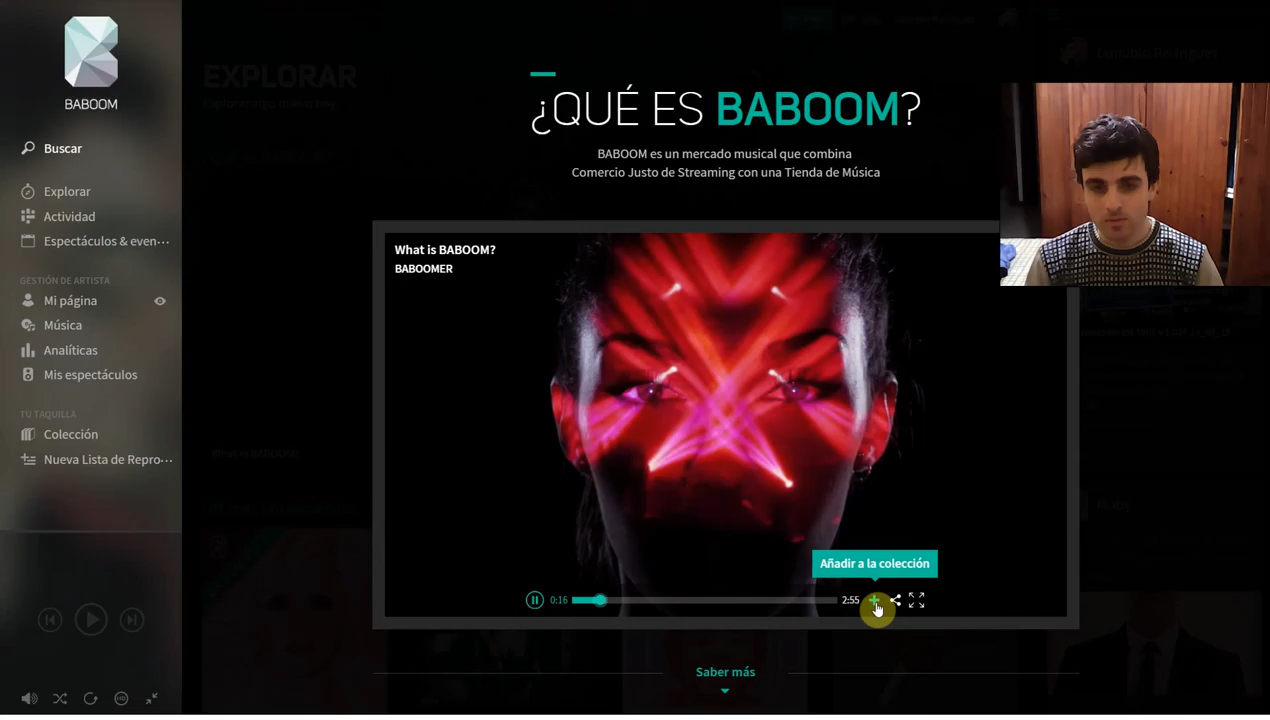 BABOOM
Buscar
Explorar
Actividad
Espectáculos & even...
GESTIÓN DE ARTISTA
Mi página
Música
Analíticas
Mis espectáculos
TU TAQUILLA
Colección
Nueva Lista de Repro...
EXPLORAR
¿QUÉ ES BABOOM?
BABOOM es un mercado musical que combina
Comercio Justo de Streaming con una Tienda de Música
What is BABOOM?
BABOOMER
Añadir a la colección
0:16
2:55
Saber más
HD